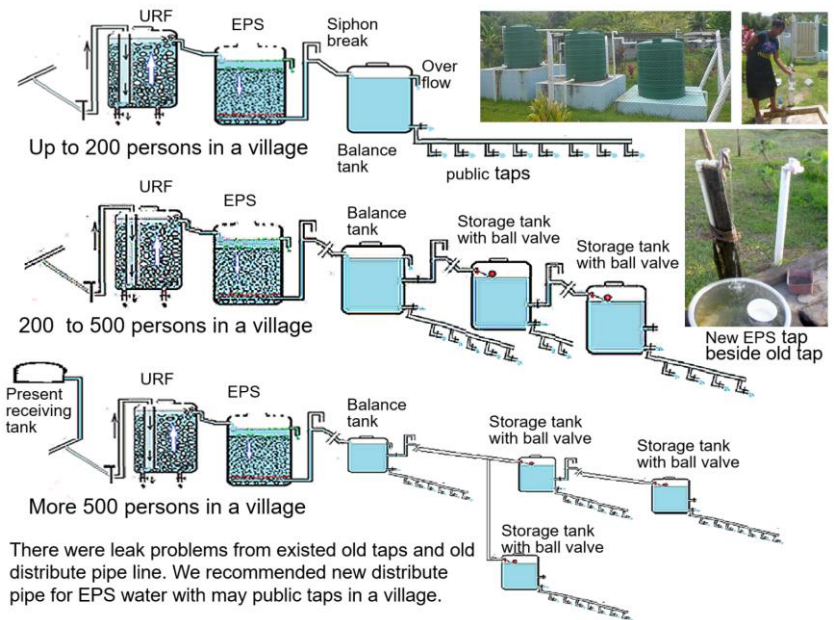 URF
EPS
Siphon
break
Over
flow
Up to 200 persons in a village
Balance
tank
public taps
URF
EPS
Balance
tank
Storage tank
with ball valve
Storage tank
with ball valve
200 to 500 persons in a village
New EPS tap
beside old tap
Present
receiving
tank
URF
EPS
Balance
tank
Storage tank
with ball valve
Storage tank
with ball valve
More 500 persons in a village
Storage tank
with ball valve
There were leak problems from existed old taps and old
distribute pipe line. We recommended new distribute
pipe for EPS water with may public taps in a village.